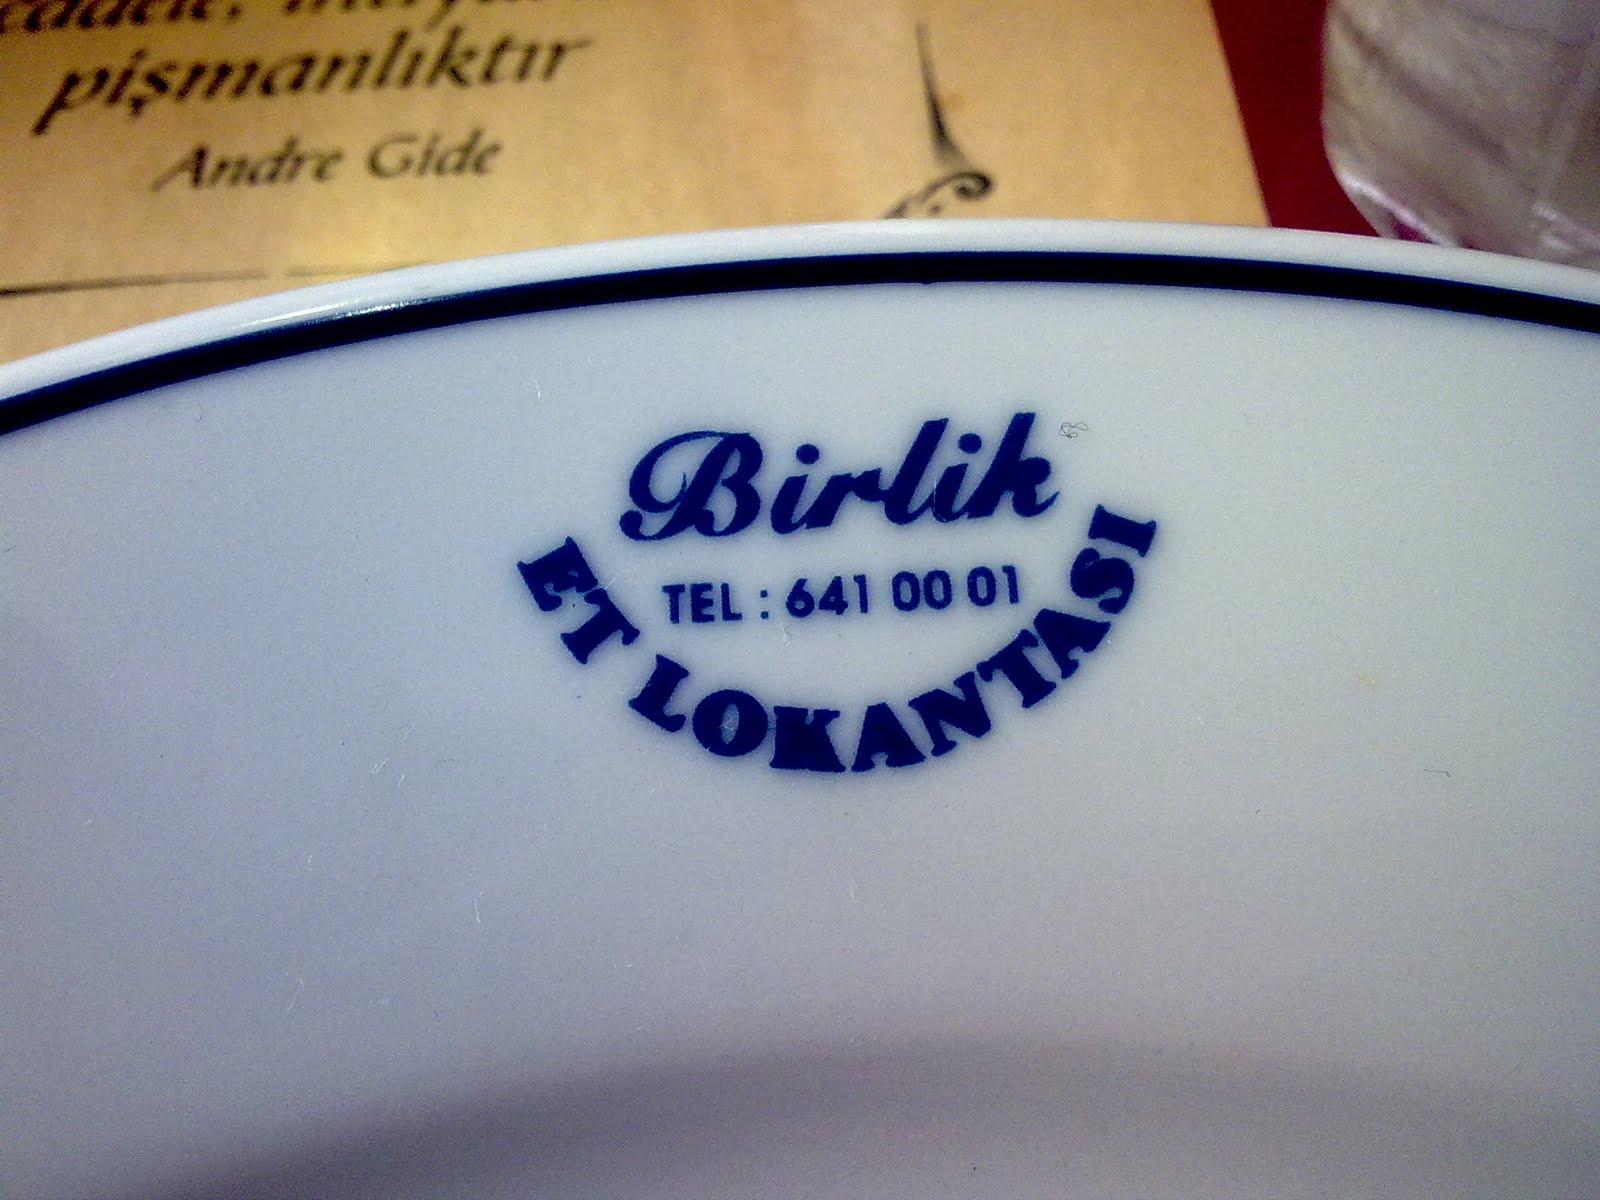 pişmanlıktır
Andre Gide
Birlik
TEL : 641 00 01
ET LOKANTASI